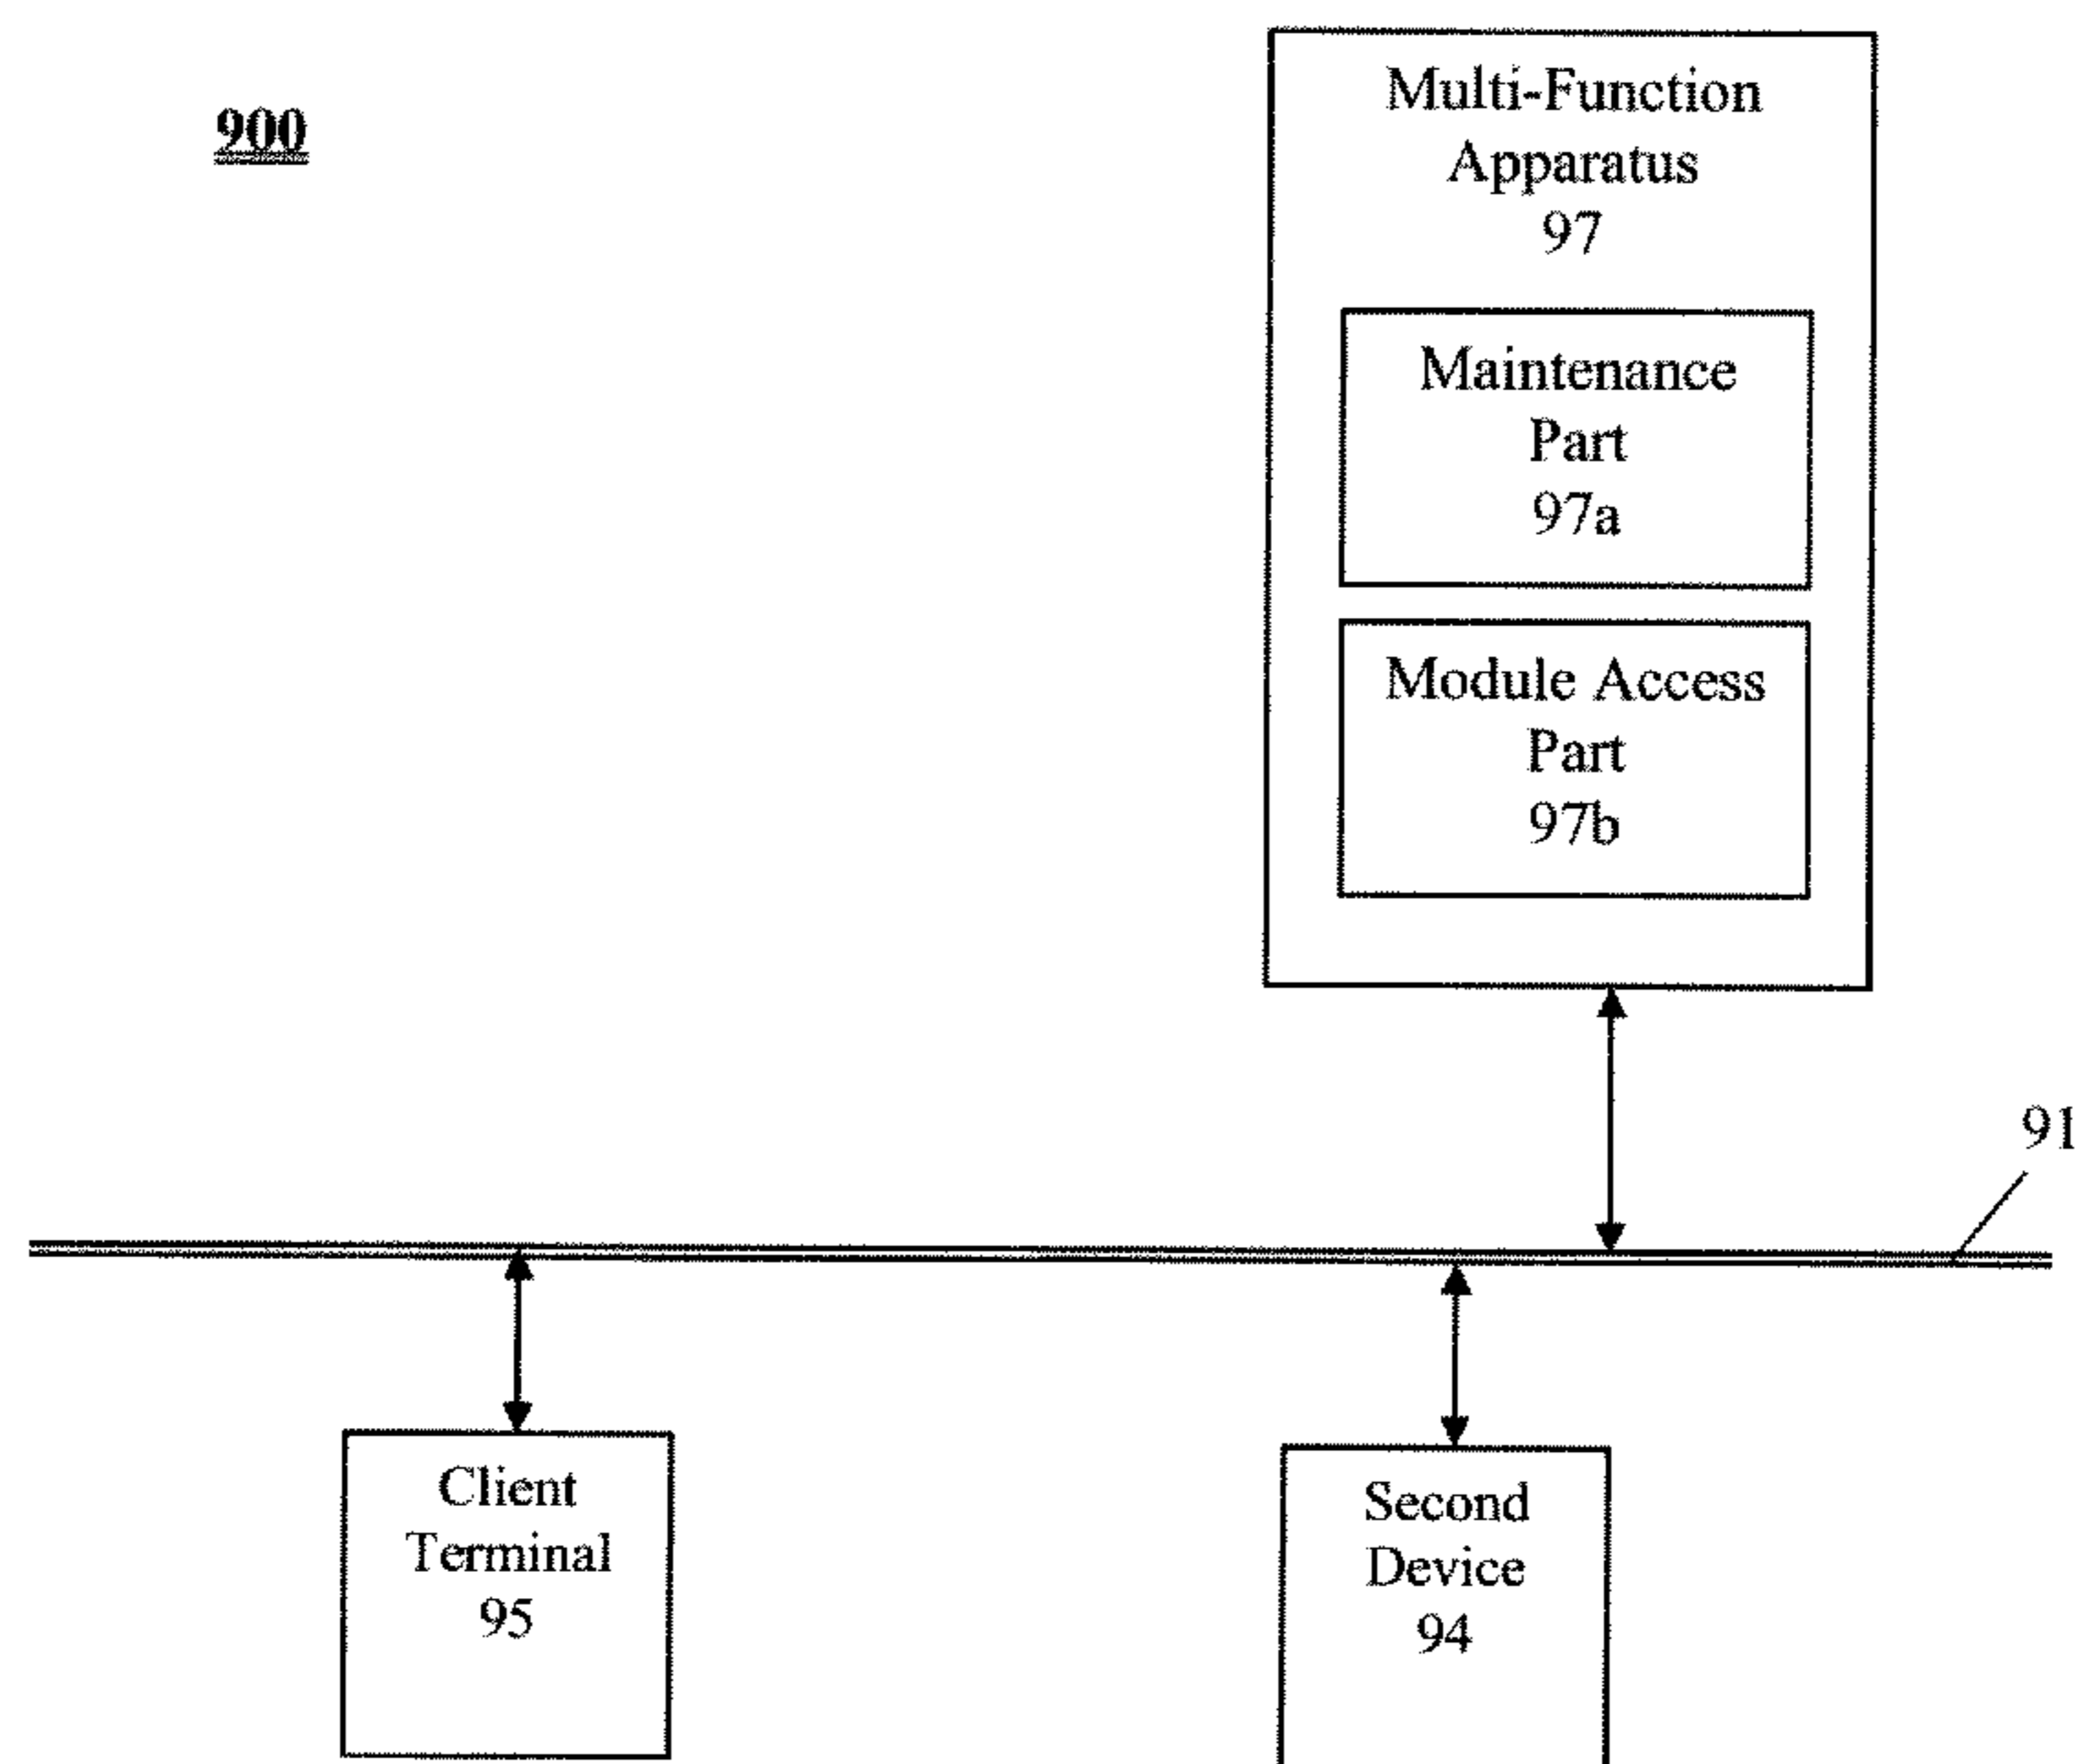 900
Multi-Function
Apparatus
97
Maintenance
Part
97a
Module Access
Part
97b
91
Client
Terminal
95
Second
Device
94